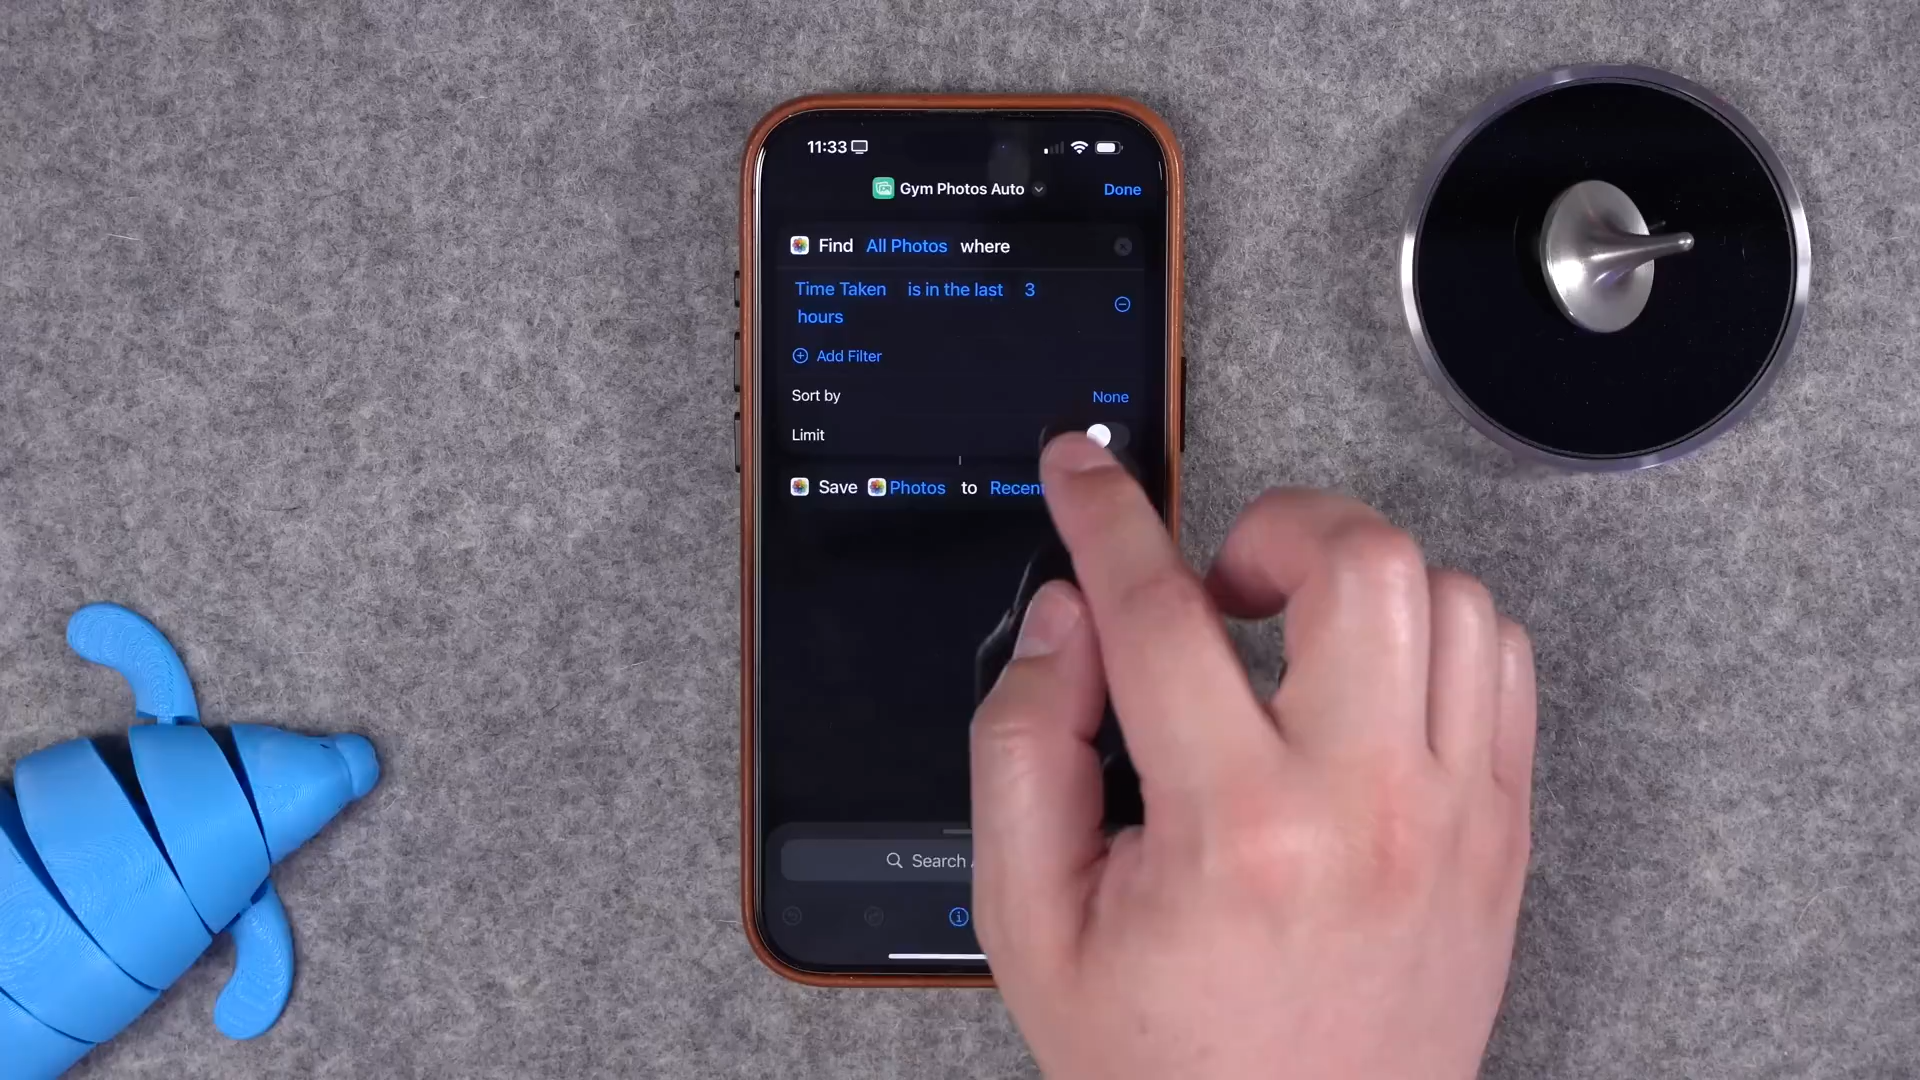 11:33
Gym Photos Auto
Done
Find All Photos where
Time Taken is in the last 3
hours
Add Filter
Sort by None
Limit
Save Photos to Recent
Search